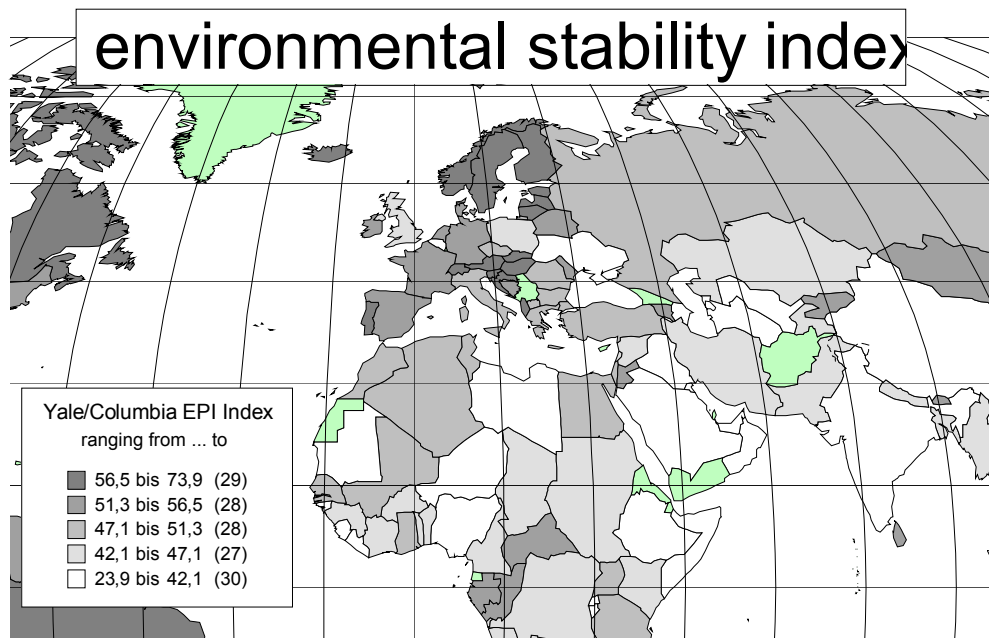 environmental stability index
Yale/Columbia EPI Index
ranging from ... to
56,5 bis 73,9 (29)
51,3 bis 56,5 (28)
47,1 bis 51,3 (28)
42,1 bis 47,1 (27)
23,9 bis 42,1 (30)